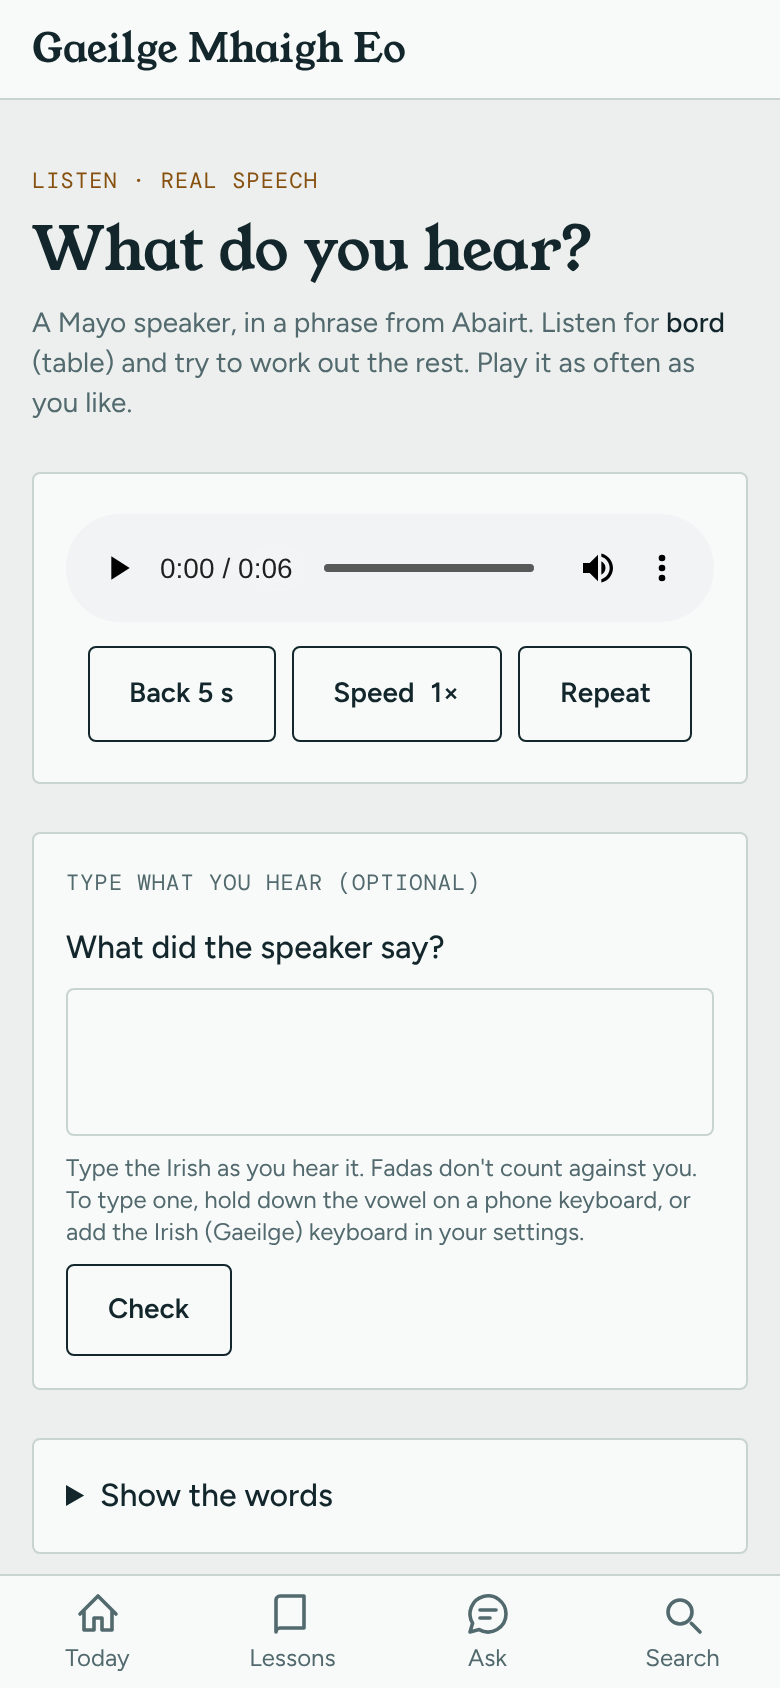 Gaeilge Mhaigh Eo
LISTEN · REAL SPEECH
What do you hear?
A Mayo speaker, in a phrase from Abairt. Listen for bord
(table) and try to work out the rest. Play it as often as
you like.
0:00 / 0:06
Back 5 s
Speed 1×
Repeat
TYPE WHAT YOU HEAR (OPTIONAL)
What did the speaker say?
Type the Irish as you hear it. Fadas don't count against you.
To type one, hold down the vowel on a phone keyboard, or
add the Irish (Gaeilge) keyboard in your settings.
Check
Show the words
Today
Lessons
Ask
Search